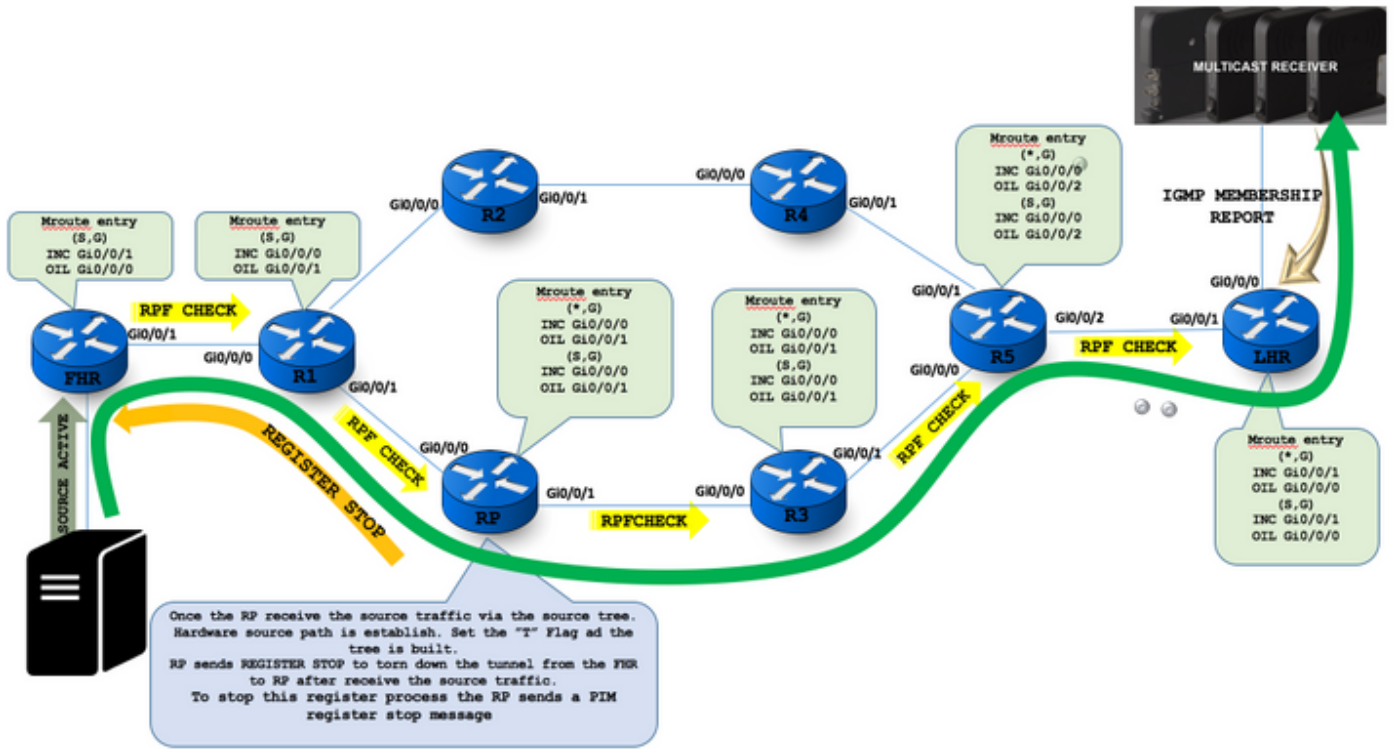 MULTICAST RECEIVER
Mroute entry
(*,G)
INC Gi0/0/0
OIL Gi0/0/2
(S,G)
INC Gi0/0/0
OIL Gi0/0/2
IGMP MEMBERSHIP
REPORT
Gi0/0/0
R2
Gi0/0/1
Gi0/0/0
R4
Gi0/0/1
Mroute entry
(S,G)
INC Gi0/0/1
OIL Gi0/0/0
Mroute entry
(S,G)
INC Gi0/0/0
OIL Gi0/0/1
RPF CHECK
FHR
Gi0/0/1
Gi0/0/0
R1
Gi0/0/1
Mroute entry
(*,G)
INC Gi0/0/0
OIL Gi0/0/1
(S,G)
INC Gi0/0/0
OIL Gi0/0/1
Mroute entry
(*,G)
INC Gi0/0/0
OIL Gi0/0/1
(S,G)
INC Gi0/0/0
OIL Gi0/0/1
Gi0/0/1
R5
Gi0/0/0
Gi0/0/2
RPF CHECK
Gi0/0/1
Gi0/0/0
LHR
SOURCE ACTIVE
REGISTER STOP
RPF CHECK
Gi0/0/0
RP
Gi0/0/1
RPFCHECK
Gi0/0/0
R3
Gi0/0/1
RPF CHECK
Mroute entry
(*,G)
INC Gi0/0/1
OIL Gi0/0/0
(S,G)
INC Gi0/0/1
OIL Gi0/0/0
Once the RP receive the source traffic via the source tree.
Hardware source path is establish. Set the "T" Flag ad the
tree is built.
RP sends REGISTER STOP to torn down the tunnel from the FHR
to RP after receive the source traffic.
To stop this register process the RP sends a PIM
register stop message